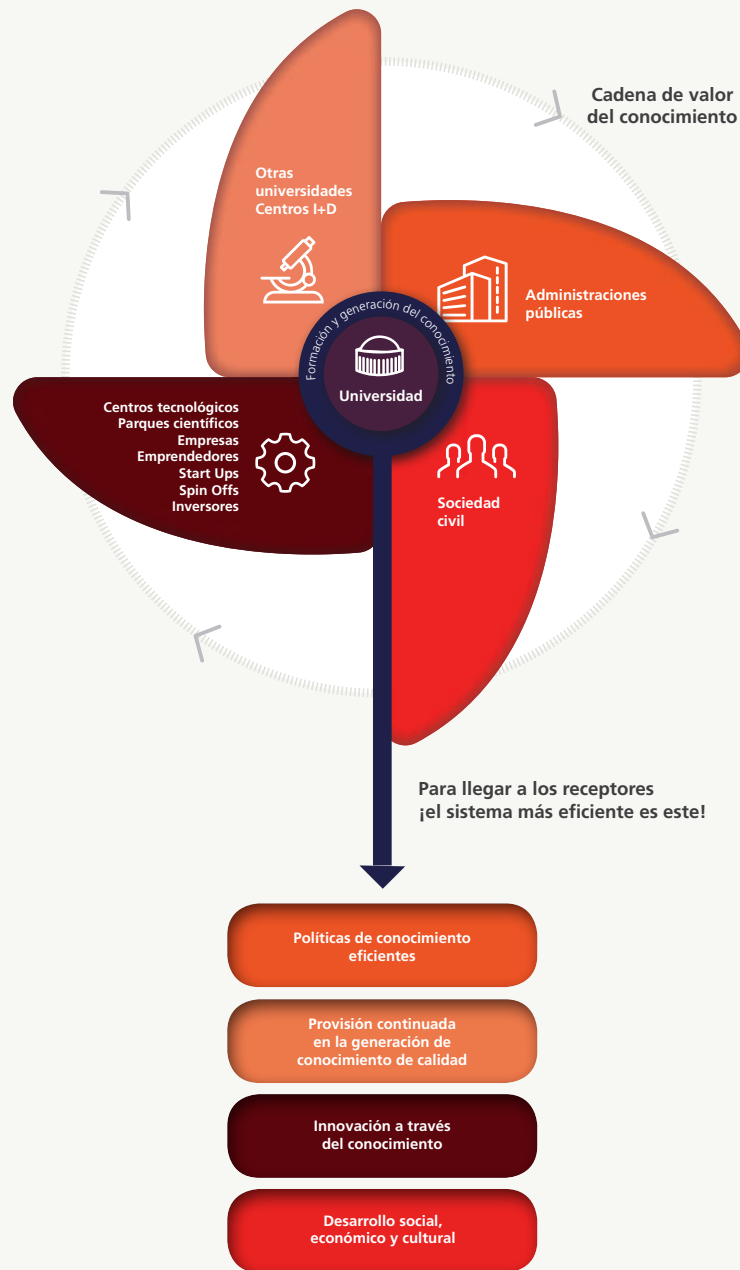 Cadena de valor
del conocimiento
Otras
universidades
Centros I+D
Administraciones
públicas
Formación y generación del conocimiento
Universidad
Centros tecnológicos
Parques científicos
Empresas
Emprendedores
Start Ups
Spin Offs
Inversores
Sociedad
civil
Para llegar a los receptores
¡el sistema más eficiente es este!
Políticas de conocimiento
eficientes
Provisión continuada
en la generación de
conocimiento de calidad
Innovación a través
del conocimiento
Desarrollo social,
económico y cultural